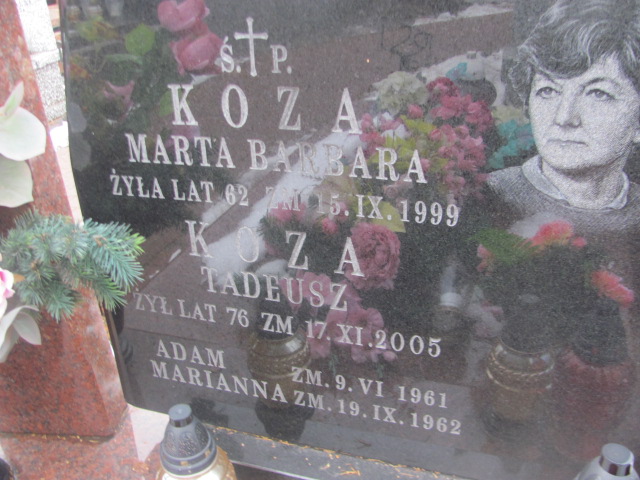 Ś. P.
KOZA
MARTA BARBARA
ŻYŁA LAT 62 ZM 15.IX.1999
KOZA
TADEUSZ
ŻYŁ LAT 76 ZM 17.XI.2005
ADAM ZM. 9. VI 1961
MARIANNA ZM. 19. IX. 1962